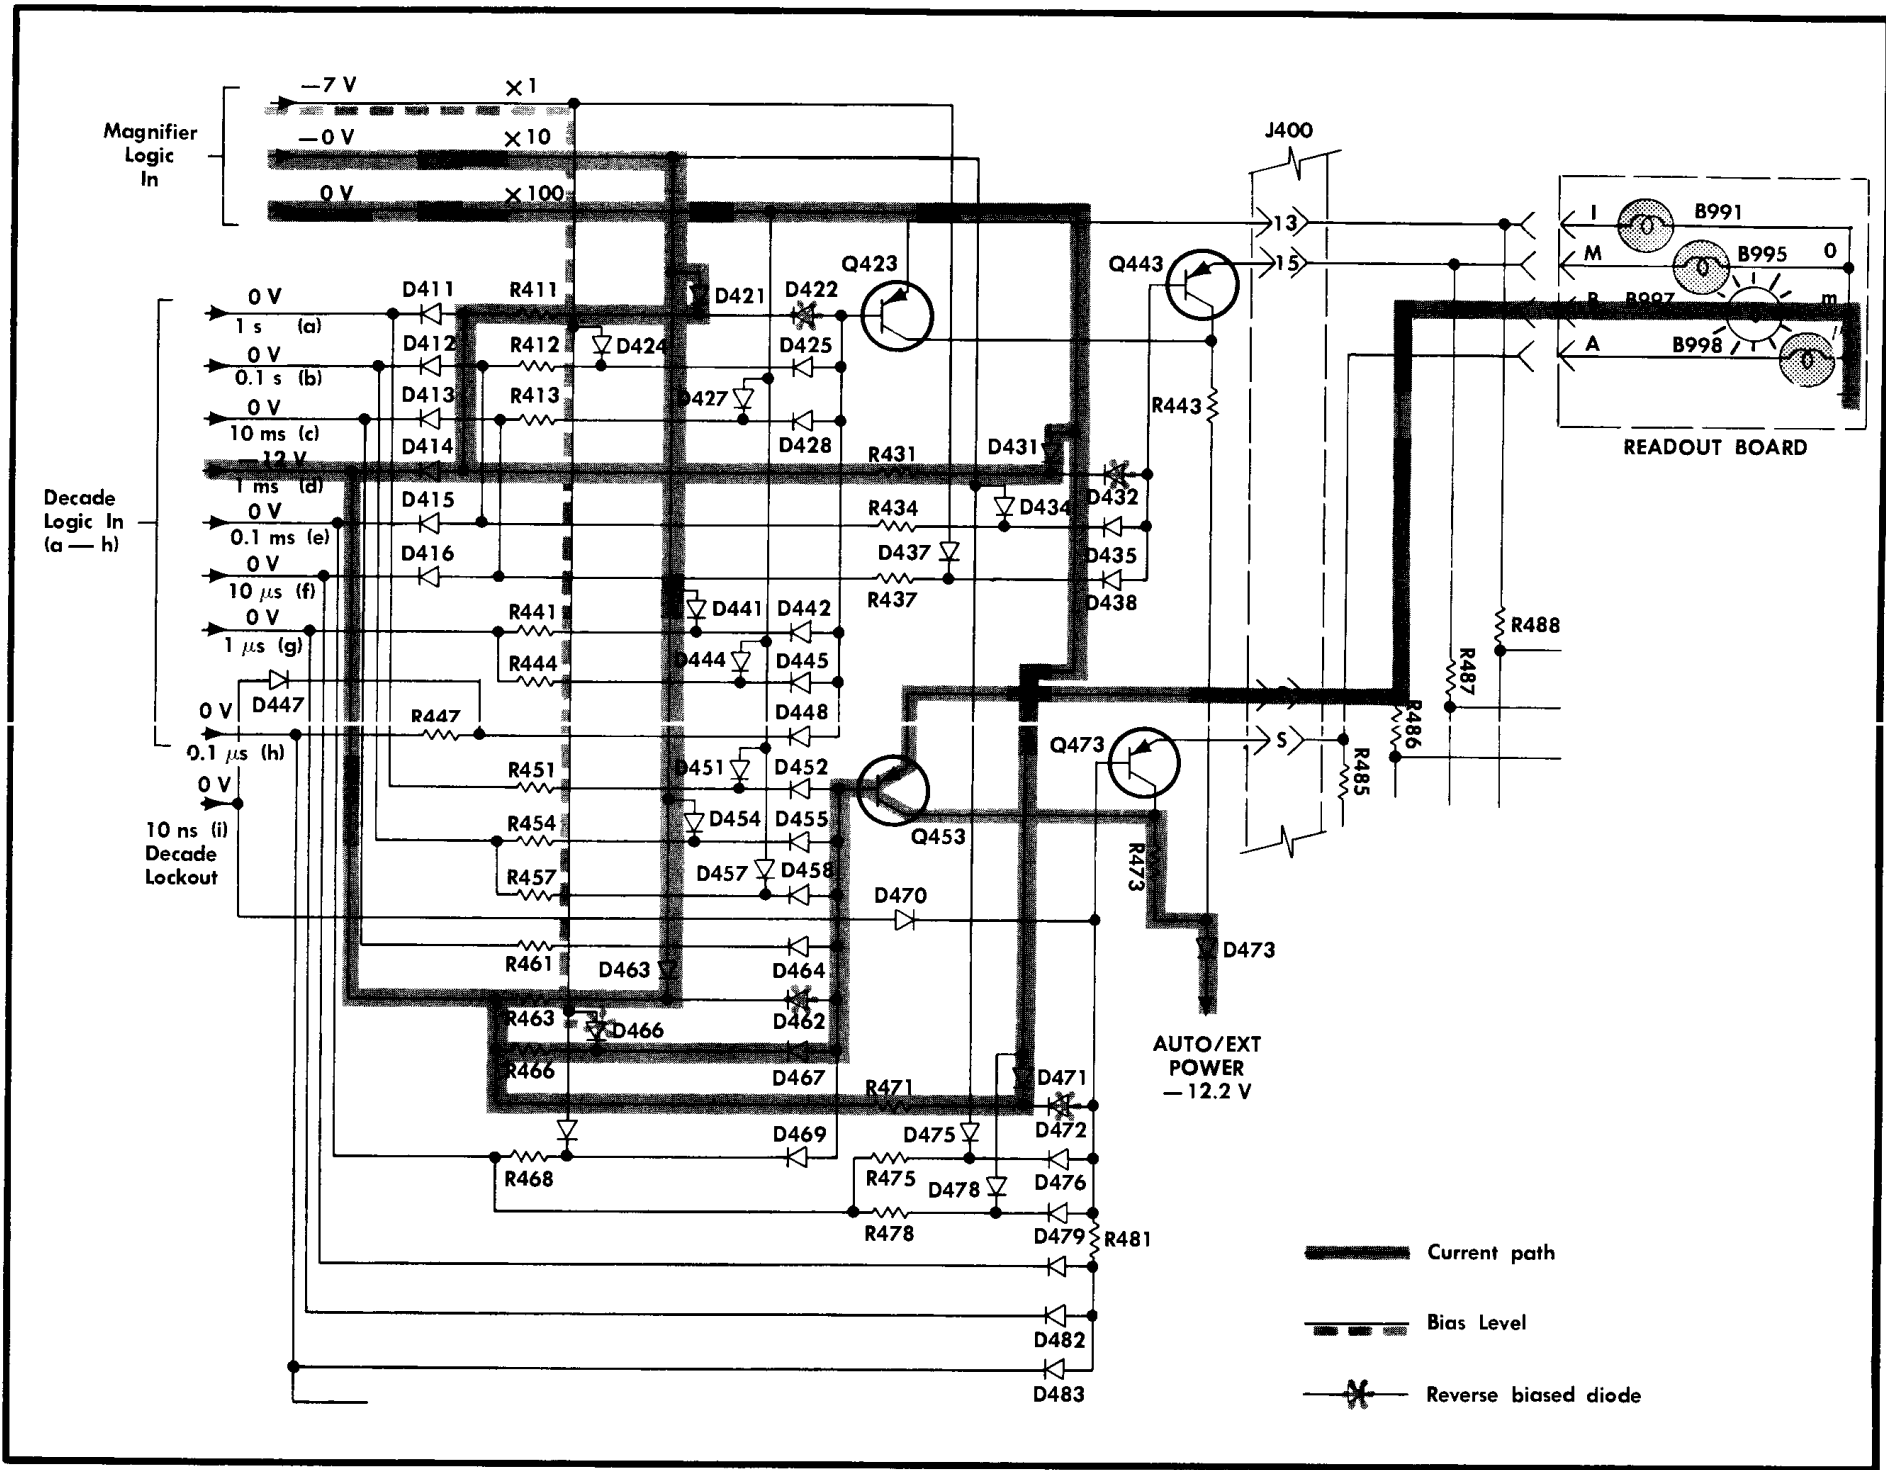 −7 V × 1
Magnifier
Logic
In
−0 V × 10
0 V × 100
J400
13
15
I B991
M B995 0
R B997 m
A B998
READOUT BOARD
Q423
Q443
Decade
Logic In
(a — h)
0 V
1 s (a)
0 V
0.1 s (b)
0 V
10 ms (c)
−12 V
1 ms (d)
0 V
0.1 ms (e)
0 V
10 μs (f)
0 V
1 μs (g)
D447
0 V
0.1 μs (h)
0 V
10 ns (i)
Decade
Lockout
D411 R411 D421 D422
D412 R412 D424 D425
D413 R413 D427
D428
R443
D414 R431 D431
D432
D415 R434 D434
D435
D416 D437
R437 D438
R441 D441 D442
R444 D444 D445
R447 D448
R451 D451 D452
Q453
Q473
S
R454 D454 D455
R457 D457 D458
D470
R461 D463 D464
R463 D462
D466
R466 D467
R471 D471
D472
R473
D473
AUTO/EXT
POWER
−12.2 V
R485
R486
R487
R488
D469
R468
D475
R475 D476
D478
R478 D479
R481
D482
D483
Current path
Bias Level
Reverse biased diode